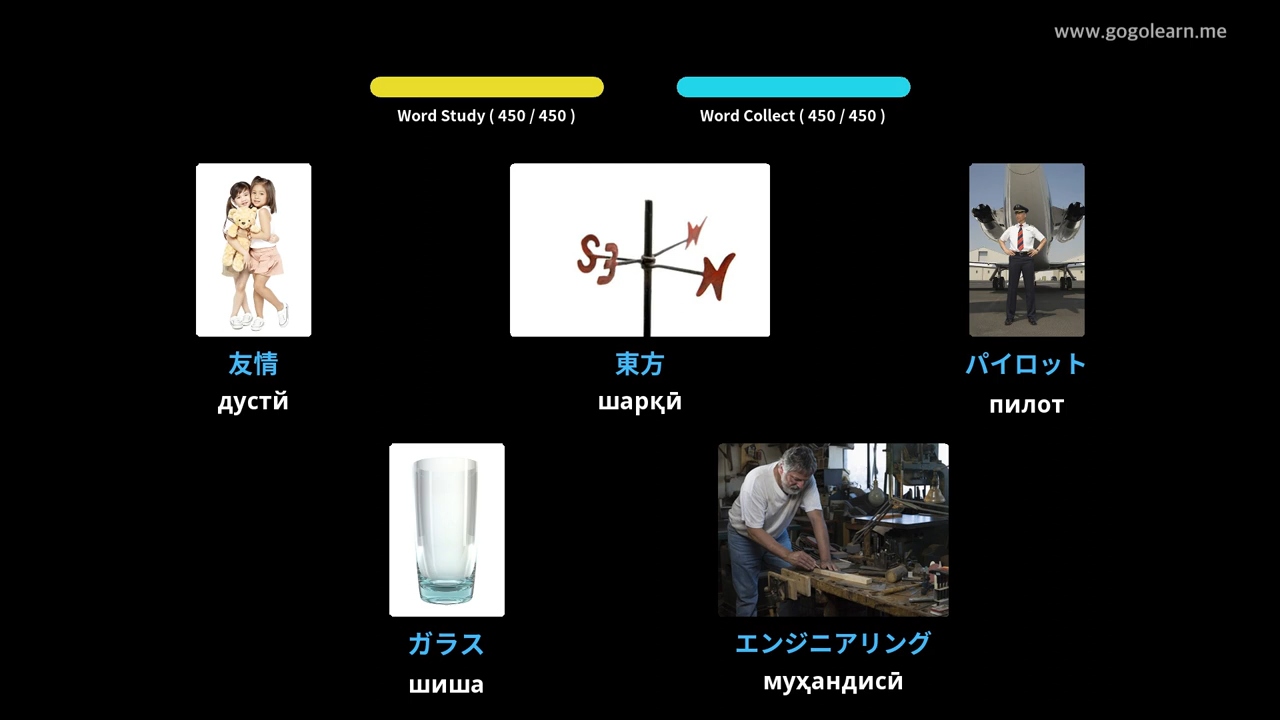 www.gogolearn.me
Word Study ( 450 / 450 )
Word Collect ( 450 / 450 )
友情
дустй
東方
шарқӣ
パイロット
пилот
ガラス
шиша
エンジニアリング
муҳандисӣ